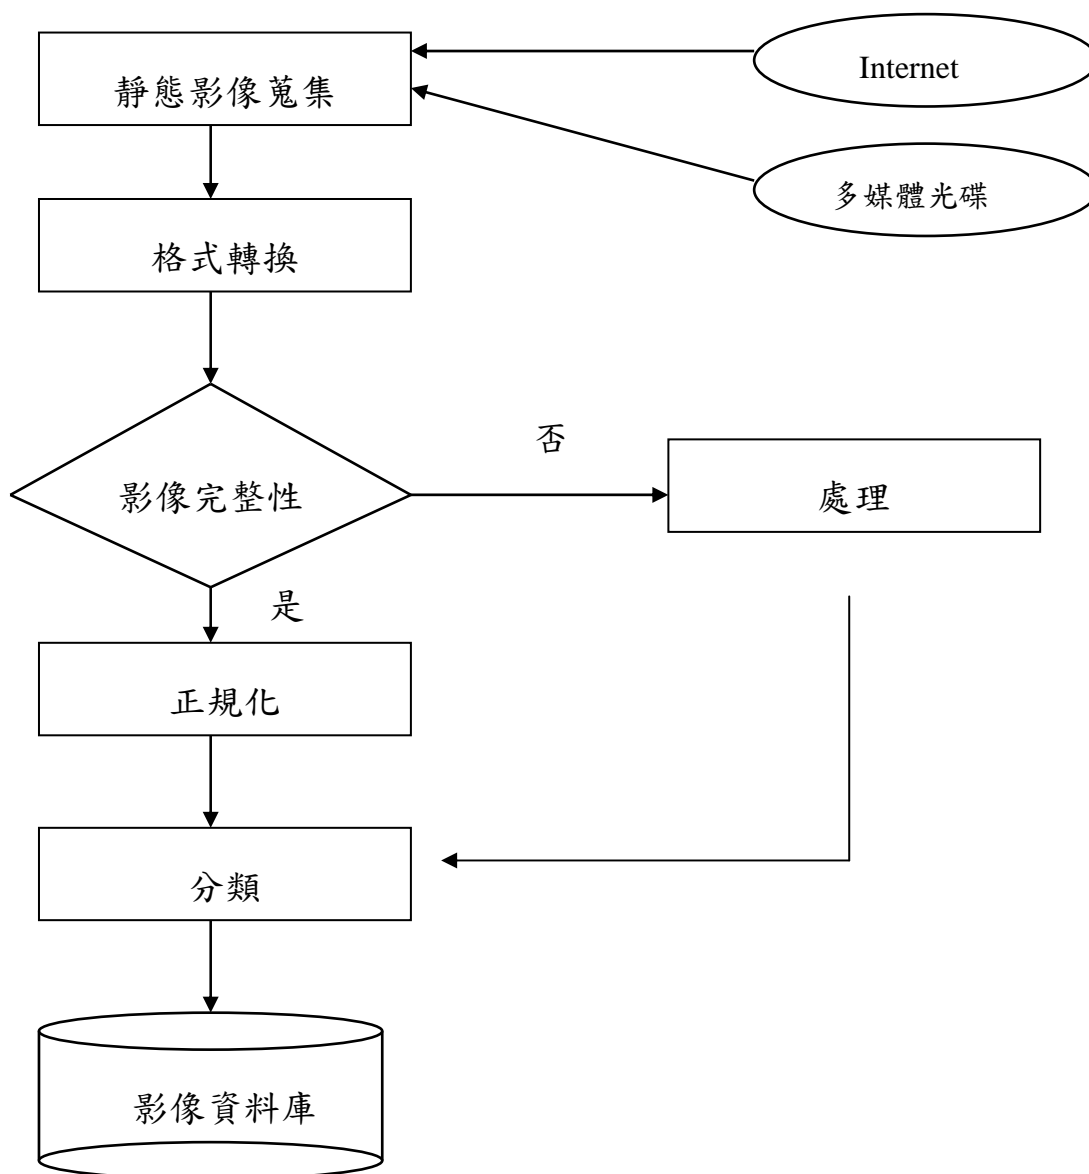 靜態影像蒐集
Internet
多媒體光碟
格式轉換
否
影像完整性
處理
是
正規化
分類
影像資料庫